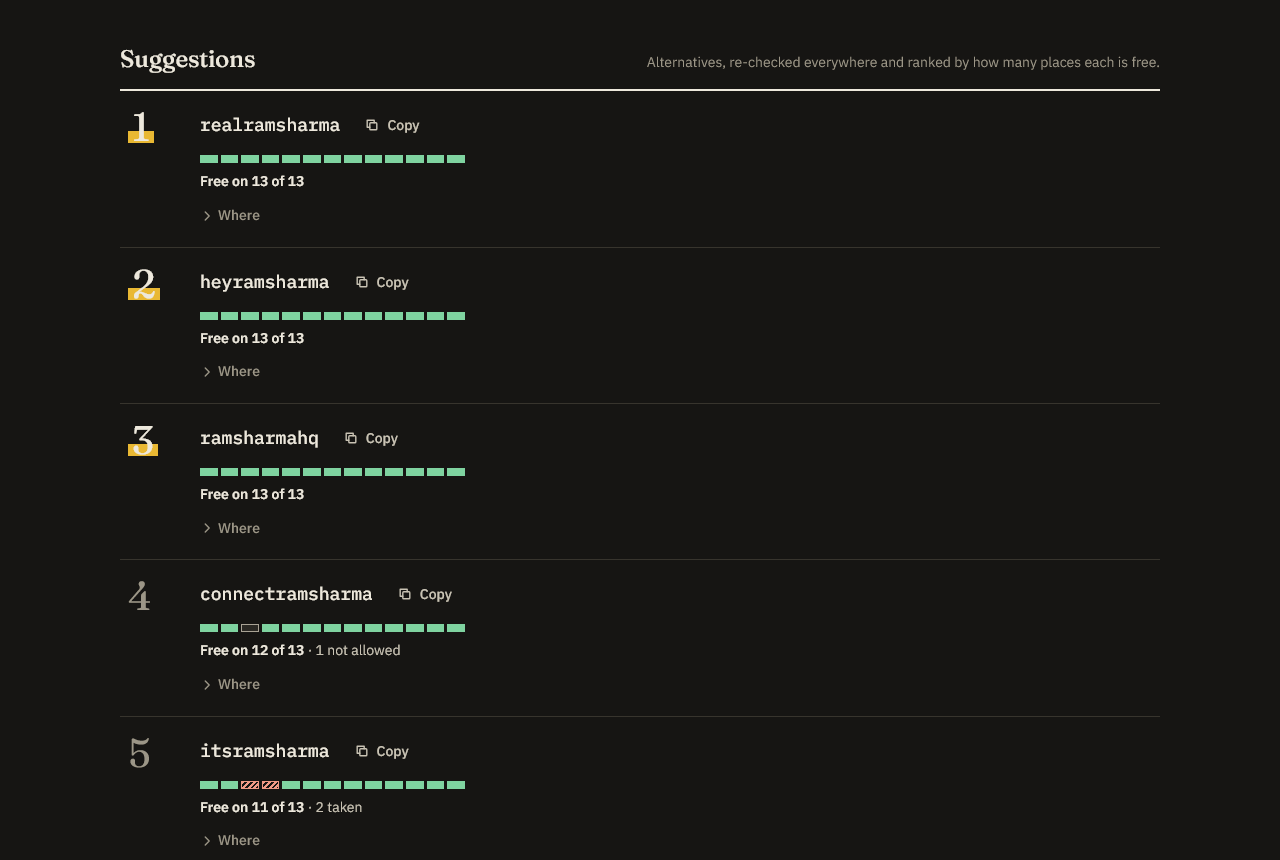 Suggestions
Alternatives, re-checked everywhere and ranked by how many places each is free.
1
realramsharma
Copy
Free on 13 of 13
Where
2
heyramsharma
Copy
Free on 13 of 13
Where
3
ramsharmahq
Copy
Free on 13 of 13
Where
4
connectramsharma
Copy
Free on 12 of 13 · 1 not allowed
Where
5
itsramsharma
Copy
Free on 11 of 13 · 2 taken
Where